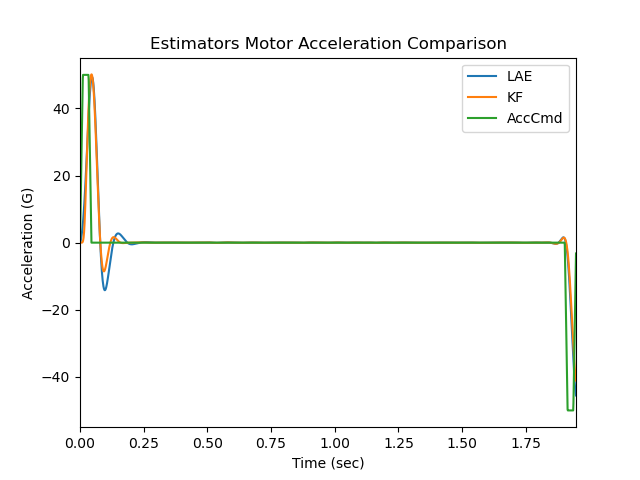 Estimators Motor Acceleration Comparison
LAE
KF
AccCmd
Acceleration (G)
40
20
0
−20
−40
0.00 0.25 0.50 0.75 1.00 1.25 1.50 1.75
Time (sec)